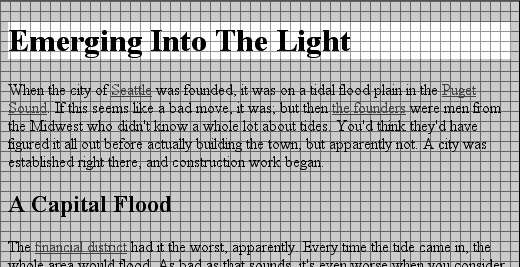 Emerging Into The Light
When the city of Seattle was founded, it was on a tidal flood plain in the Puget
Sound. If this seems like a bad move, it was; but then the founders were men from
the Midwest who didn't know a whole lot about tides. You'd think they'd have
figured it all out before actually building the town, but apparently not. A city was
established right there, and construction work began.
A Capital Flood
The financial district had it the worst, apparently. Every time the tide came in, the
whole area would flood. As bad as that sounds, it's even worse when you consider